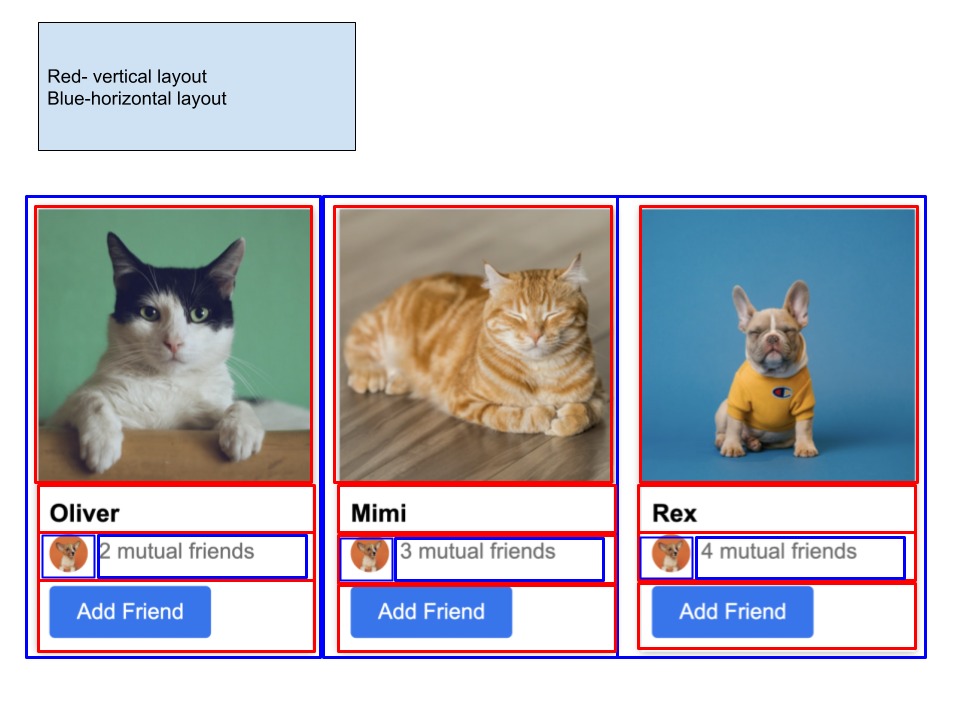 Red- vertical layout
Blue-horizontal layout
Oliver
2 mutual friends
Add Friend
Mimi
3 mutual friends
Add Friend
Rex
4 mutual friends
Add Friend